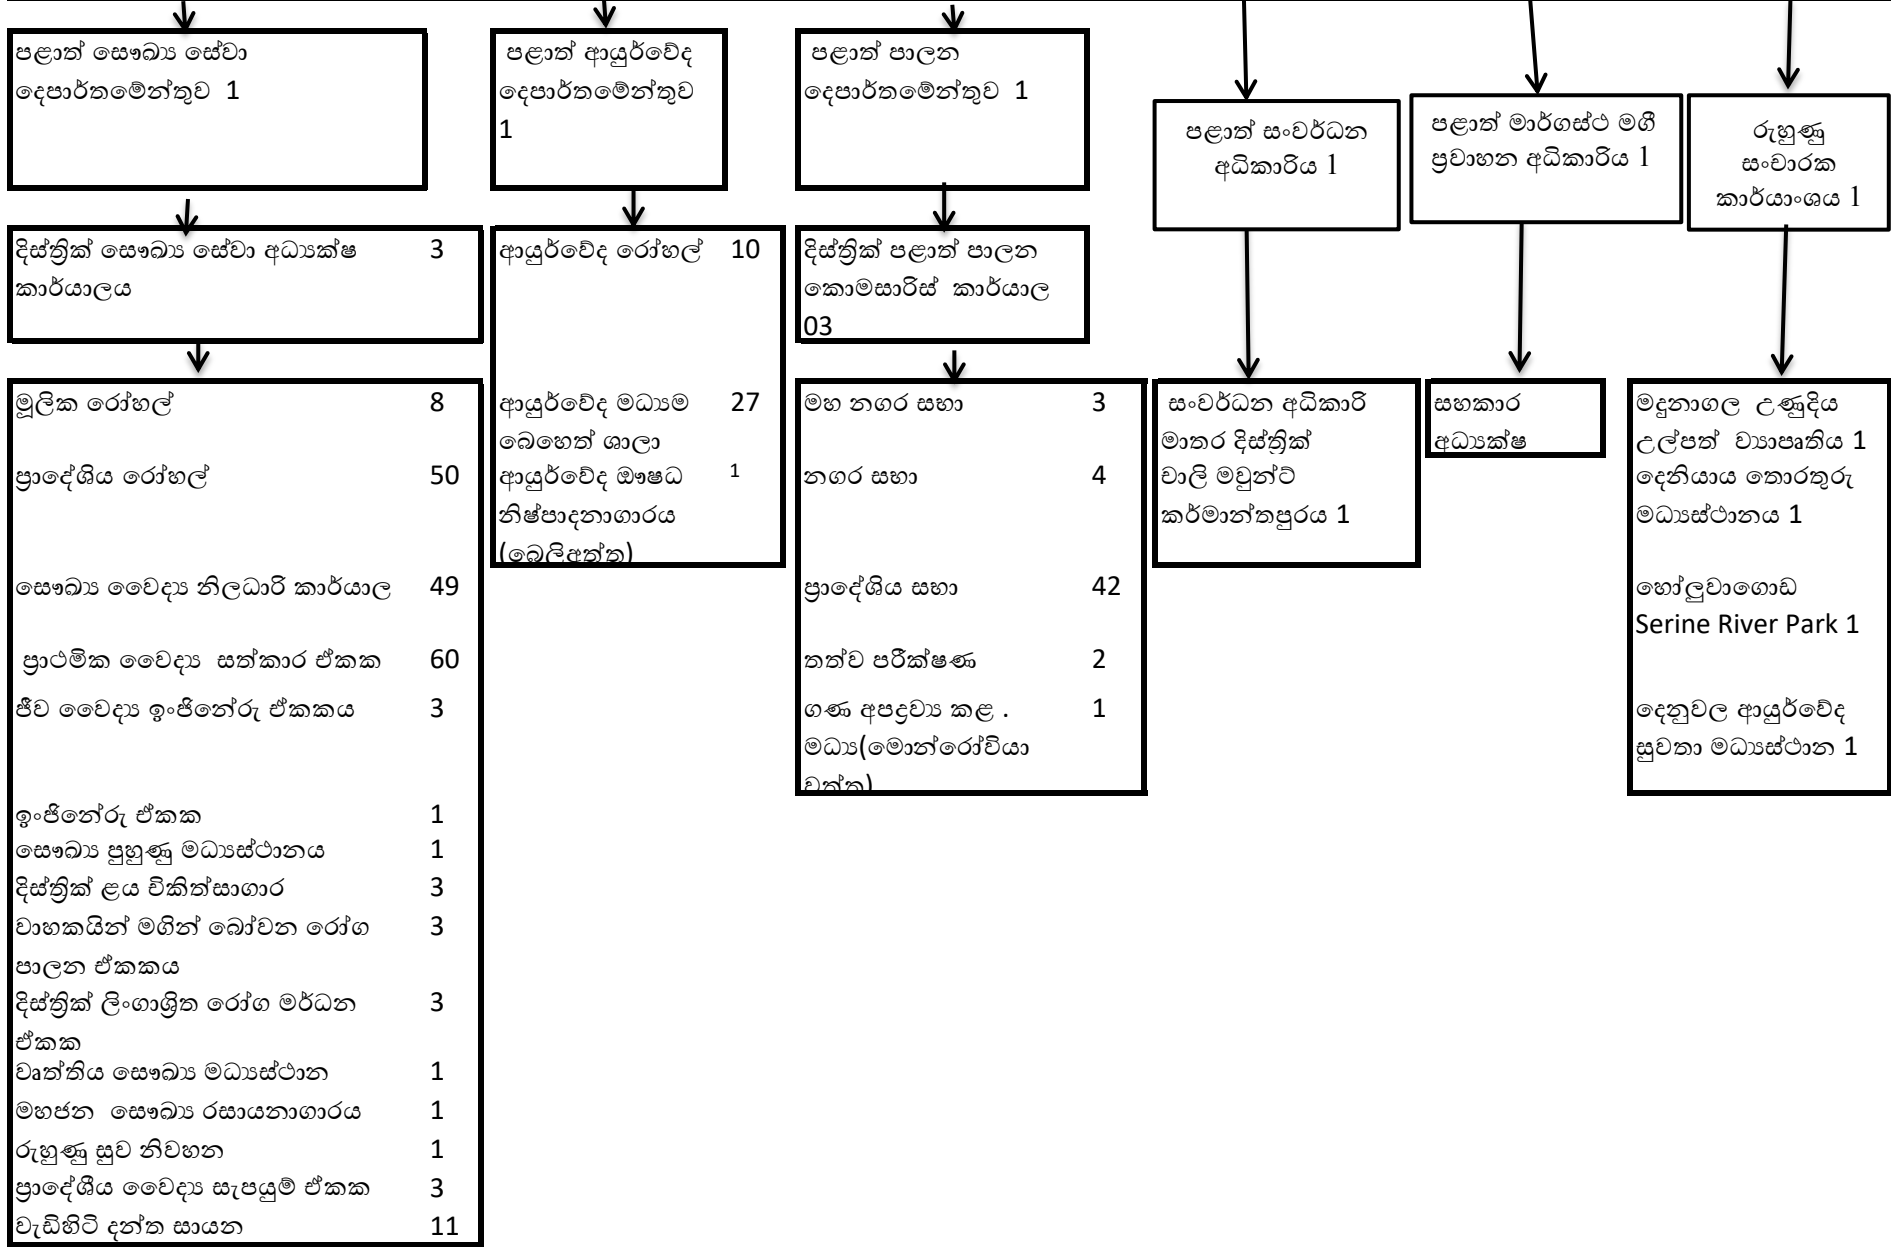 පළාත් සෞඛ්‍ය සේවා
දෙපාර්තමේන්තුව 1
පළාත් ආයුර්වේද
දෙපාර්තමේන්තුව
1
පළාත් පාලන
දෙපාර්තමේන්තුව 1
පළාත් සංවර්ධන
අධිකාරිය 1
පළාත් මාර්ගස්ථ මගී
ප්‍රවාහන අධිකාරිය 1
රුහුණු
සංචාරක
කාර්යාංශය 1
දිස්ත්‍රික් සෞඛ්‍ය සේවා අධ්‍යක්ෂ 3
කාර්යාලය
ආයුර්වේද රෝහල් 10
ආයුර්වේද මධ්‍යම 27
බෙහෙත් ශාලා
ආයුර්වේද ඖෂධ 1
නිෂ්පාදනාගාරය
(බෙලිඅත්ත)
දිස්ත්‍රික් පළාත් පාලන
කොමසාරිස් කාර්යාල
03
මූලික රෝහල් 8
ප්‍රාදේශිය රෝහල් 50
සෞඛ්‍ය වෛද්‍ය නිලධාරි කාර්යාල 49
ප්‍රාථමික වෛද්‍ය සත්කාර ඒකක 60
ජීව වෛද්‍ය ඉංජිනේරු ඒකකය 3
ඉංජිනේරු ඒකක 1
සෞඛ්‍ය පුහුණු මධ්‍යස්ථානය 1
දිස්ත්‍රික් ළය චිකිත්සාගාර 3
වාහකයින් මගින් බෝවන රෝග 3
පාලන ඒකකය
දිස්ත්‍රික් ලිංගාශ්‍රිත රෝග මර්ධන 3
ඒකක
වෘත්තිය සෞඛ්‍ය මධ්‍යස්ථාන 1
මහජන සෞඛ්‍ය රසායනාගාරය 1
රුහුණු සුව නිවහන 1
ප්‍රාදේශීය වෛද්‍ය සැපයුම් ඒකක 3
වැඩිහිටි දන්ත සායන 11
මහ නගර සභා 3
නගර සභා 4
ප්‍රාදේශිය සභා 42
තත්ව පරීක්ෂණ 2
ගණ අපද්‍රව්‍ය කළ . 1
මධ්‍ය(මොන්රෝවියා
වත්ත)
සංවර්ධන අධිකාරි
මාතර දිස්ත්‍රික්
චාලි මවුන්ට්
කර්මාන්තපුරය 1
සහකාර
අධ්‍යක්ෂ
මදුනාගල උණුදිය
උල්පත් ව්‍යාපෘතිය 1
දෙනියාය තොරතුරු
මධ්‍යස්ථානය 1
හෝලුවාගොඩ
Serine River Park 1
දෙනුවල ආයුර්වේද
සුවතා මධ්‍යස්ථාන 1